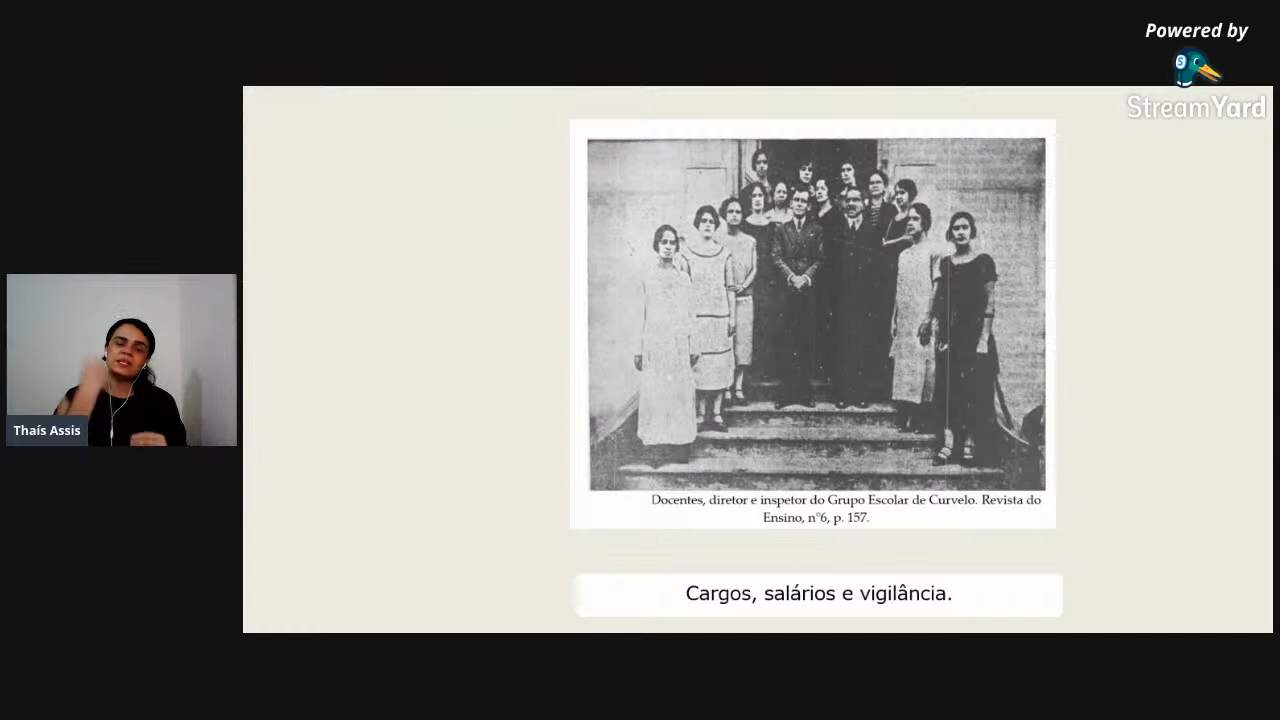 Powered by
StreamYard
Docentes, diretor e inspetor do Grupo Escolar de Curvelo. Revista do
Ensino, n°6, p. 157.
Thaís Assis
Cargos, salários e vigilância.